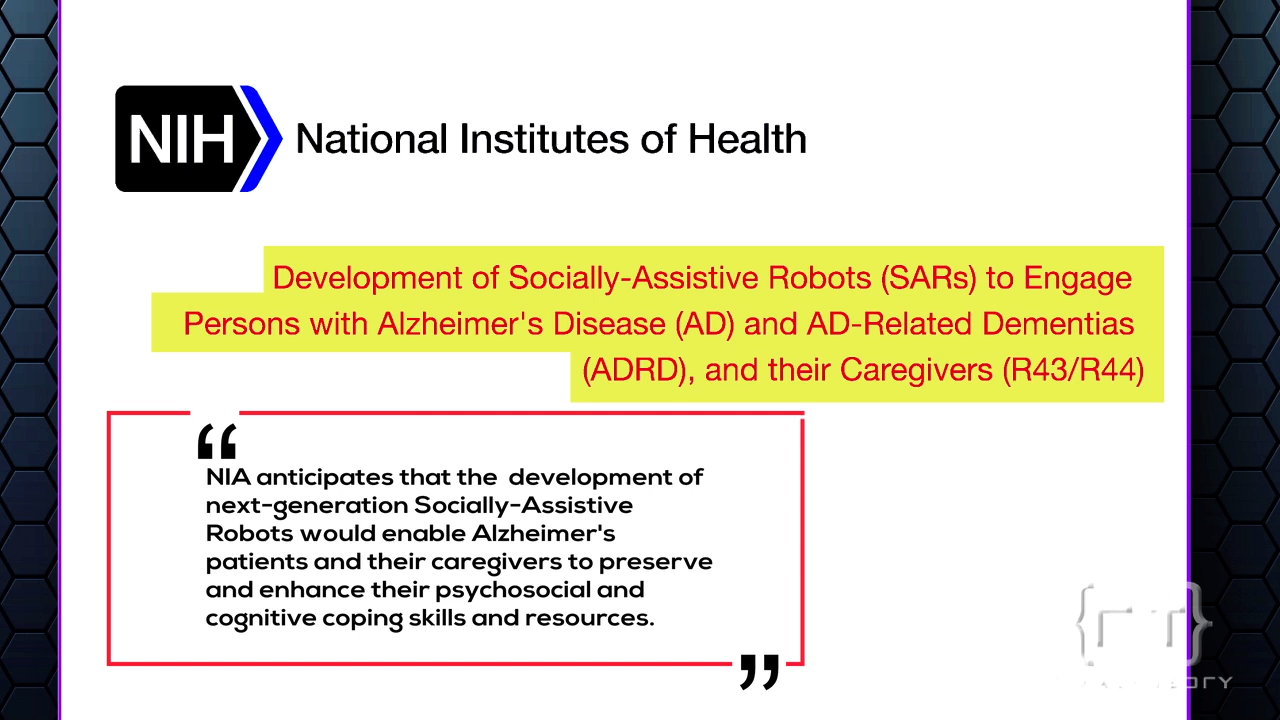 NIH National Institutes of Health
Development of Socially-Assistive Robots (SARs) to Engage
Persons with Alzheimer's Disease (AD) and AD-Related Dementias
(ADRD), and their Caregivers (R43/R44)
“
NIA anticipates that the development of
next-generation Socially-Assistive
Robots would enable Alzheimer's
patients and their caregivers to preserve
and enhance their psychosocial and
cognitive coping skills and resources.
”